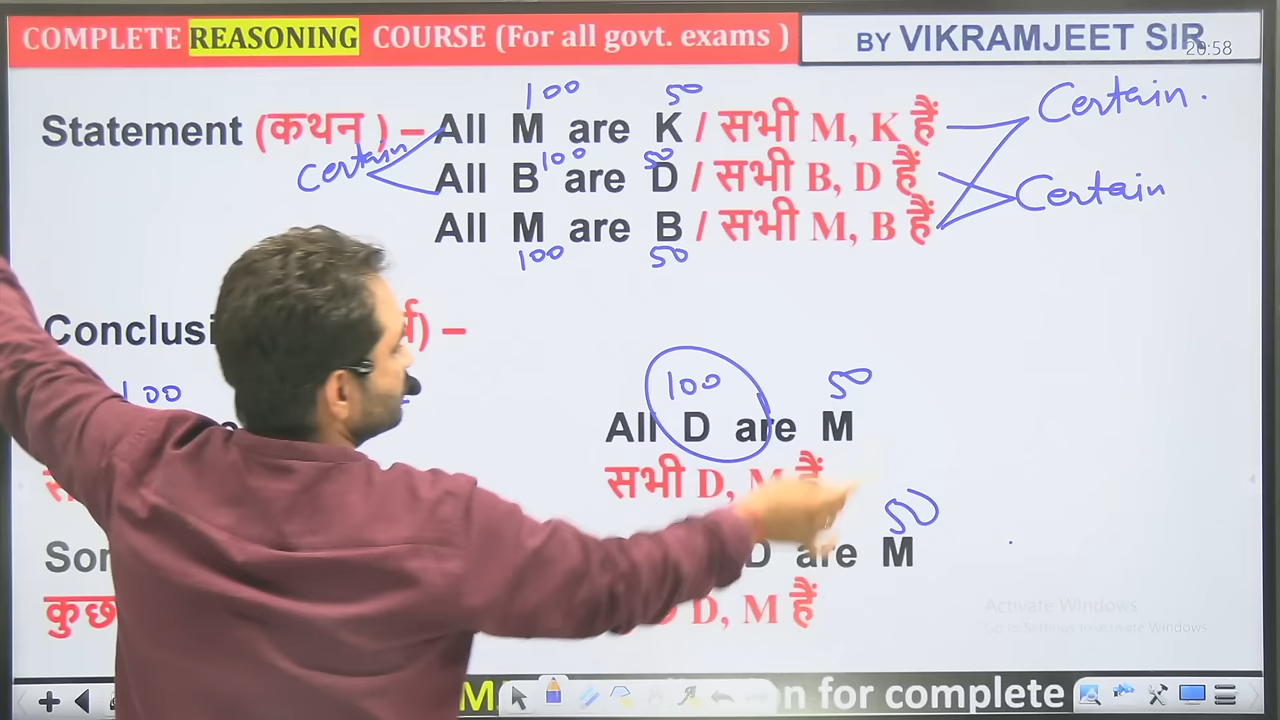 COMPLETE REASONING COURSE (For all govt. exams )
BY VIKRAMJEET SIR
20:58
100 50
Certain.
Statement (कथन ) – All M are K / सभी M, K हैं
Certain 100 50
All B are D / सभी B, D हैं
Certain
All M are B / सभी M, B हैं
100 50
Conclusi र्ष) –
100 100 50
All D are M
सभी D, M हैं
50
Som D are M
कुछ D, M हैं
Activate Windows
Go to Settings to activate Windows.
n for complete